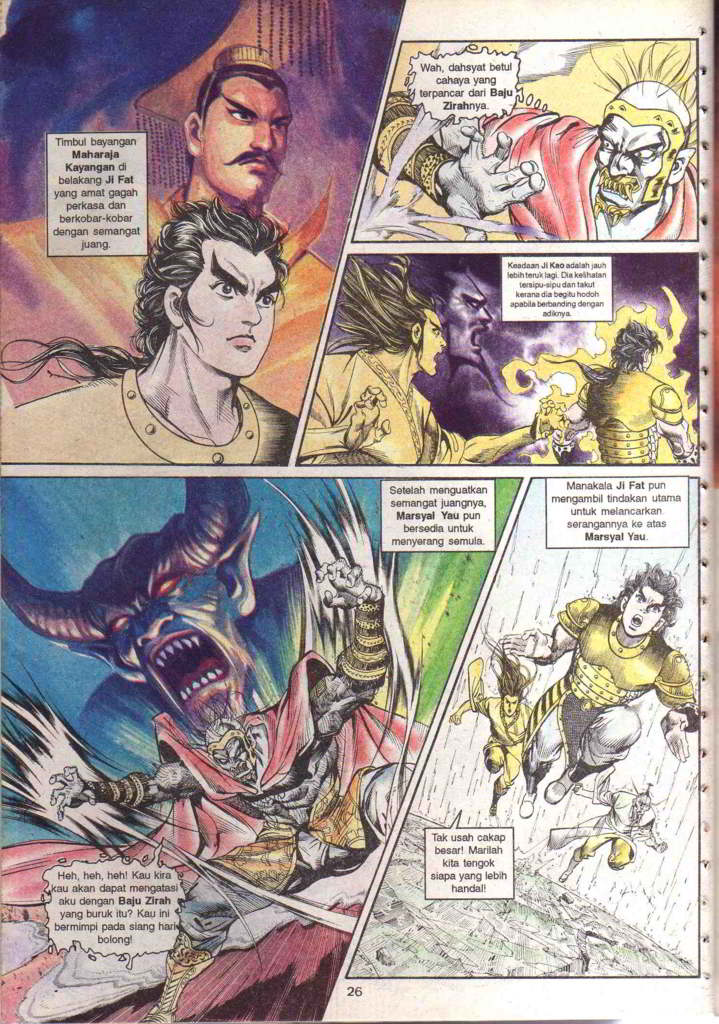 Timbul bayangan
Maharaja
Kayangan di
belakang Ji Fat
yang amat gagah
perkasa dan
berkobar-kobar
dengan semangat
juang.
Wah, dahsyat betul
cahaya yang
terpancar dari Baju
Zirahnya.
Keadaan Ji Kao adalah jauh
lebih teruk lagi. Dia kelihatan
tersipu-sipu dan takut
kerana dia begitu hodoh
apabila berbanding dengan
adiknya.
Setelah menguatkan
semangat juangnya,
Marsyal Yau pun
bersedia untuk
menyerang semula.
Heh, heh, heh! Kau kira
kau akan dapat mengatasi
aku dengan Baju Zirah
yang buruk itu? Kau ini
bermimpi pada siang hari
bolong!
Manakala Ji Fat pun
mengambil tindakan utama
untuk melancarkan
serangannya ke atas
Marsyal Yau.
Tak usah cakap
besar! Marilah
kita tengok
siapa yang lebih
handal!
26